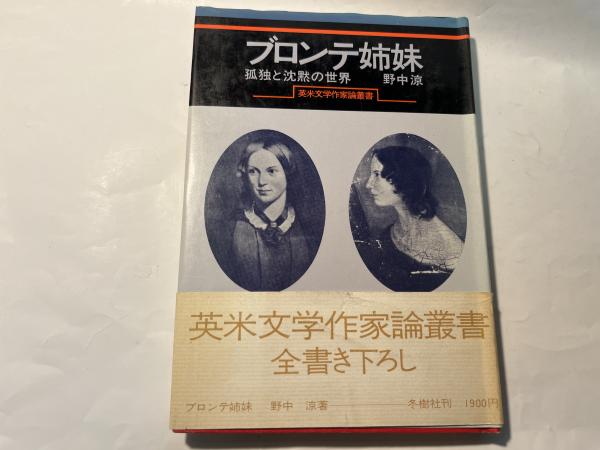 ブロンテ姉妹
孤独と沈黙の世界 野中涼
英米文学作家論叢書
英米文学作家論叢書
全書き下ろし
ブロンテ姉妹 野中 涼著 冬樹社刊 1900円